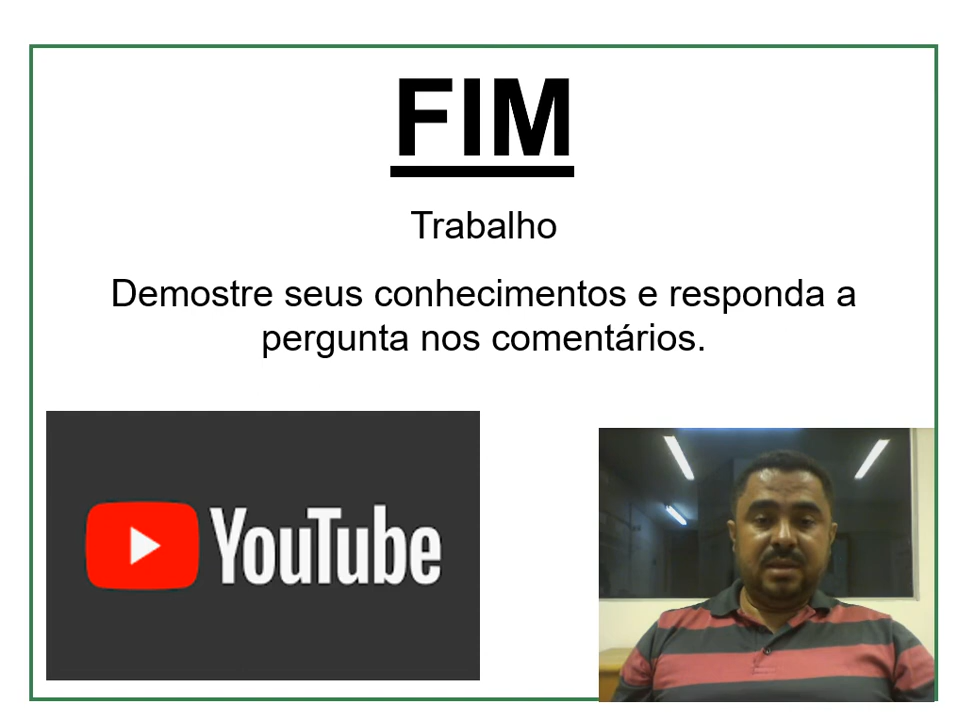 FIM
Trabalho
Demostre seus conhecimentos e responda a
pergunta nos comentários.
YouTube